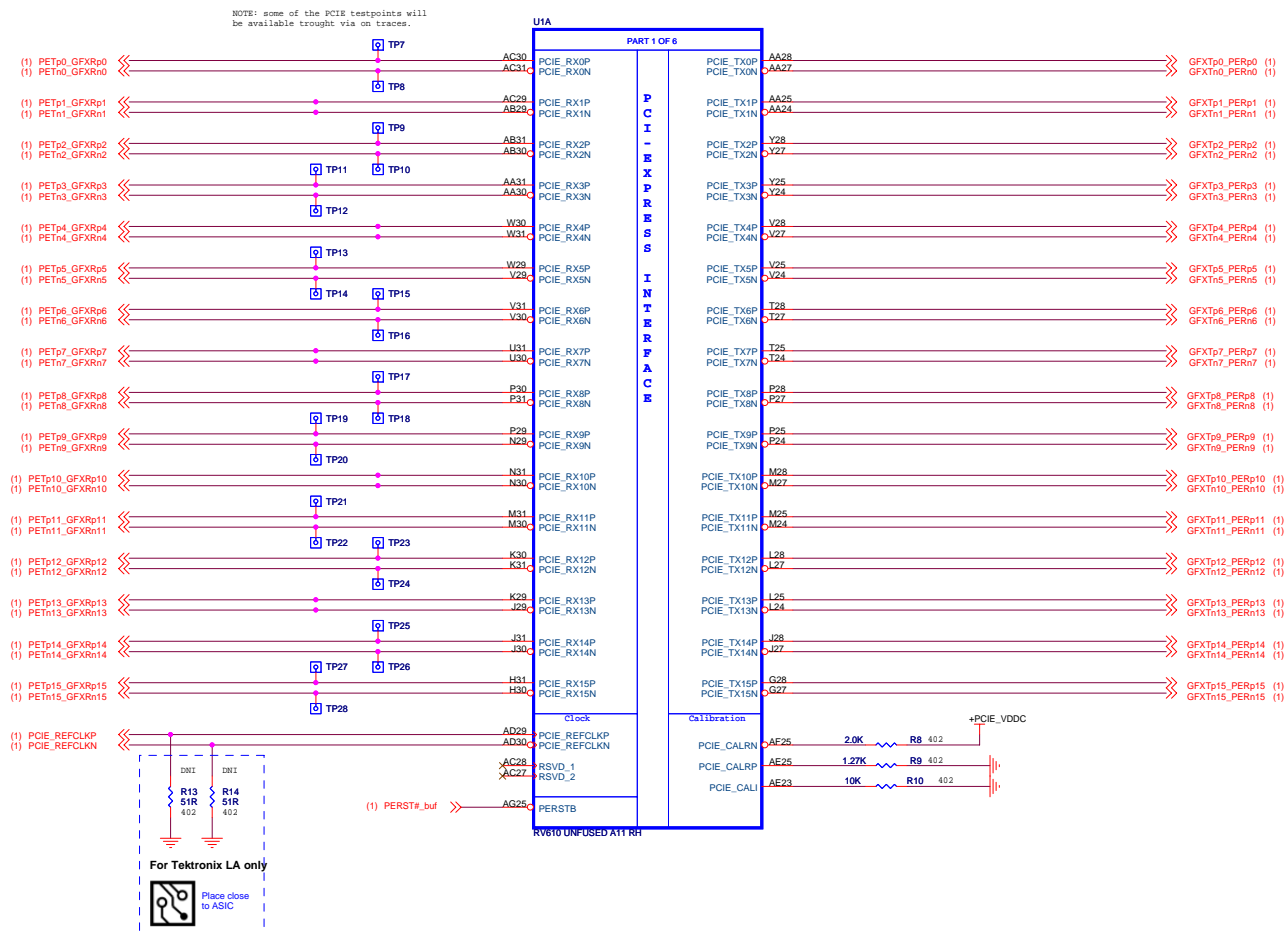 NOTE: some of the PCIE testpoints will
be available trought via on traces.
U1A
PART 1 OF 6
(1) PETp0_GFXRp0 TP7 AC30 PCIE_RX0P PCIE_TX0P AA28 GFXTp0_PERp0 (1)
(1) PETn0_GFXRn0 TP8 AC31 PCIE_RX0N PCIE_TX0N AA27 GFXTn0_PERn0 (1)
(1) PETp1_GFXRp1 AC29 PCIE_RX1P PCIE_TX1P AA25 GFXTp1_PERp1 (1)
(1) PETn1_GFXRn1 AB29 PCIE_RX1N PCIE_TX1N AA24 GFXTn1_PERn1 (1)
(1) PETp2_GFXRp2 TP9 AB31 PCIE_RX2P PCIE_TX2P Y28 GFXTp2_PERp2 (1)
(1) PETn2_GFXRn2 TP10 AB30 PCIE_RX2N PCIE_TX2N Y27 GFXTn2_PERn2 (1)
(1) PETp3_GFXRp3 TP11 AA31 PCIE_RX3P PCIE_TX3P Y25 GFXTp3_PERp3 (1)
(1) PETn3_GFXRn3 TP12 AA30 PCIE_RX3N PCIE_TX3N Y24 GFXTn3_PERn3 (1)
(1) PETp4_GFXRp4 W30 PCIE_RX4P PCIE_TX4P V28 GFXTp4_PERp4 (1)
(1) PETn4_GFXRn4 W31 PCIE_RX4N PCIE_TX4N V27 GFXTn4_PERn4 (1)
(1) PETp5_GFXRp5 TP13 W29 PCIE_RX5P PCIE_TX5P V25 GFXTp5_PERp5 (1)
(1) PETn5_GFXRn5 TP14 V29 PCIE_RX5N PCIE_TX5N V24 GFXTn5_PERn5 (1)
(1) PETp6_GFXRp6 TP15 V31 PCIE_RX6P PCIE_TX6P T28 GFXTp6_PERp6 (1)
(1) PETn6_GFXRn6 TP16 V30 PCIE_RX6N PCIE_TX6N T27 GFXTn6_PERn6 (1)
(1) PETp7_GFXRp7 U31 PCIE_RX7P PCIE_TX7P T25 GFXTp7_PERp7 (1)
(1) PETn7_GFXRn7 U30 PCIE_RX7N PCIE_TX7N T24 GFXTn7_PERn7 (1)
(1) PETp8_GFXRp8 TP17 P30 PCIE_RX8P PCIE_TX8P P28 GFXTp8_PERp8 (1)
(1) PETn8_GFXRn8 TP18 P31 PCIE_RX8N PCIE_TX8N P27 GFXTn8_PERn8 (1)
(1) PETp9_GFXRp9 TP19 P29 PCIE_RX9P PCIE_TX9P P25 GFXTp9_PERp9 (1)
(1) PETn9_GFXRn9 TP20 N29 PCIE_RX9N PCIE_TX9N P24 GFXTn9_PERn9 (1)
(1) PETp10_GFXRp10 N31 PCIE_RX10P PCIE_TX10P M28 GFXTp10_PERp10 (1)
(1) PETn10_GFXRn10 N30 PCIE_RX10N PCIE_TX10N M27 GFXTn10_PERn10 (1)
(1) PETp11_GFXRp11 TP21 M31 PCIE_RX11P PCIE_TX11P M25 GFXTp11_PERp11 (1)
(1) PETn11_GFXRn11 TP22 M30 PCIE_RX11N PCIE_TX11N M24 GFXTn11_PERn11 (1)
(1) PETp12_GFXRp12 TP23 K30 PCIE_RX12P PCIE_TX12P L28 GFXTp12_PERp12 (1)
(1) PETn12_GFXRn12 TP24 K31 PCIE_RX12N PCIE_TX12N L27 GFXTn12_PERn12 (1)
(1) PETp13_GFXRp13 K29 PCIE_RX13P PCIE_TX13P L25 GFXTp13_PERp13 (1)
(1) PETn13_GFXRn13 J29 PCIE_RX13N PCIE_TX13N L24 GFXTn13_PERn13 (1)
(1) PETp14_GFXRp14 TP25 J31 PCIE_RX14P PCIE_TX14P J28 GFXTp14_PERp14 (1)
(1) PETn14_GFXRn14 TP26 J30 PCIE_RX14N PCIE_TX14N J27 GFXTn14_PERn14 (1)
(1) PETp15_GFXRp15 TP27 H31 PCIE_RX15P PCIE_TX15P G28 GFXTp15_PERp15 (1)
(1) PETn15_GFXRn15 TP28 H30 PCIE_RX15N PCIE_TX15N G27 GFXTn15_PERn15 (1)
PCI-EXPRESS INTERFACE
Clock
Calibration
+PCIE_VDDC
(1) PCIE_REFCLKP AD29 PCIE_REFCLKP
(1) PCIE_REFCLKN AD30 PCIE_REFCLKN
PCIE_CALRN AF25 2.0K R8 402
AC28 RSVD_1
AC27 RSVD_2
PCIE_CALRP AE25 1.27K R9 402
PCIE_CALI AE23 10K R10 402
(1) PERST#_buf AG25 PERSTB
RV610 UNFUSED A11 RH
DNI DNI
R13 R14
51R 51R
402 402
For Tektronix LA only
Place close
to ASIC